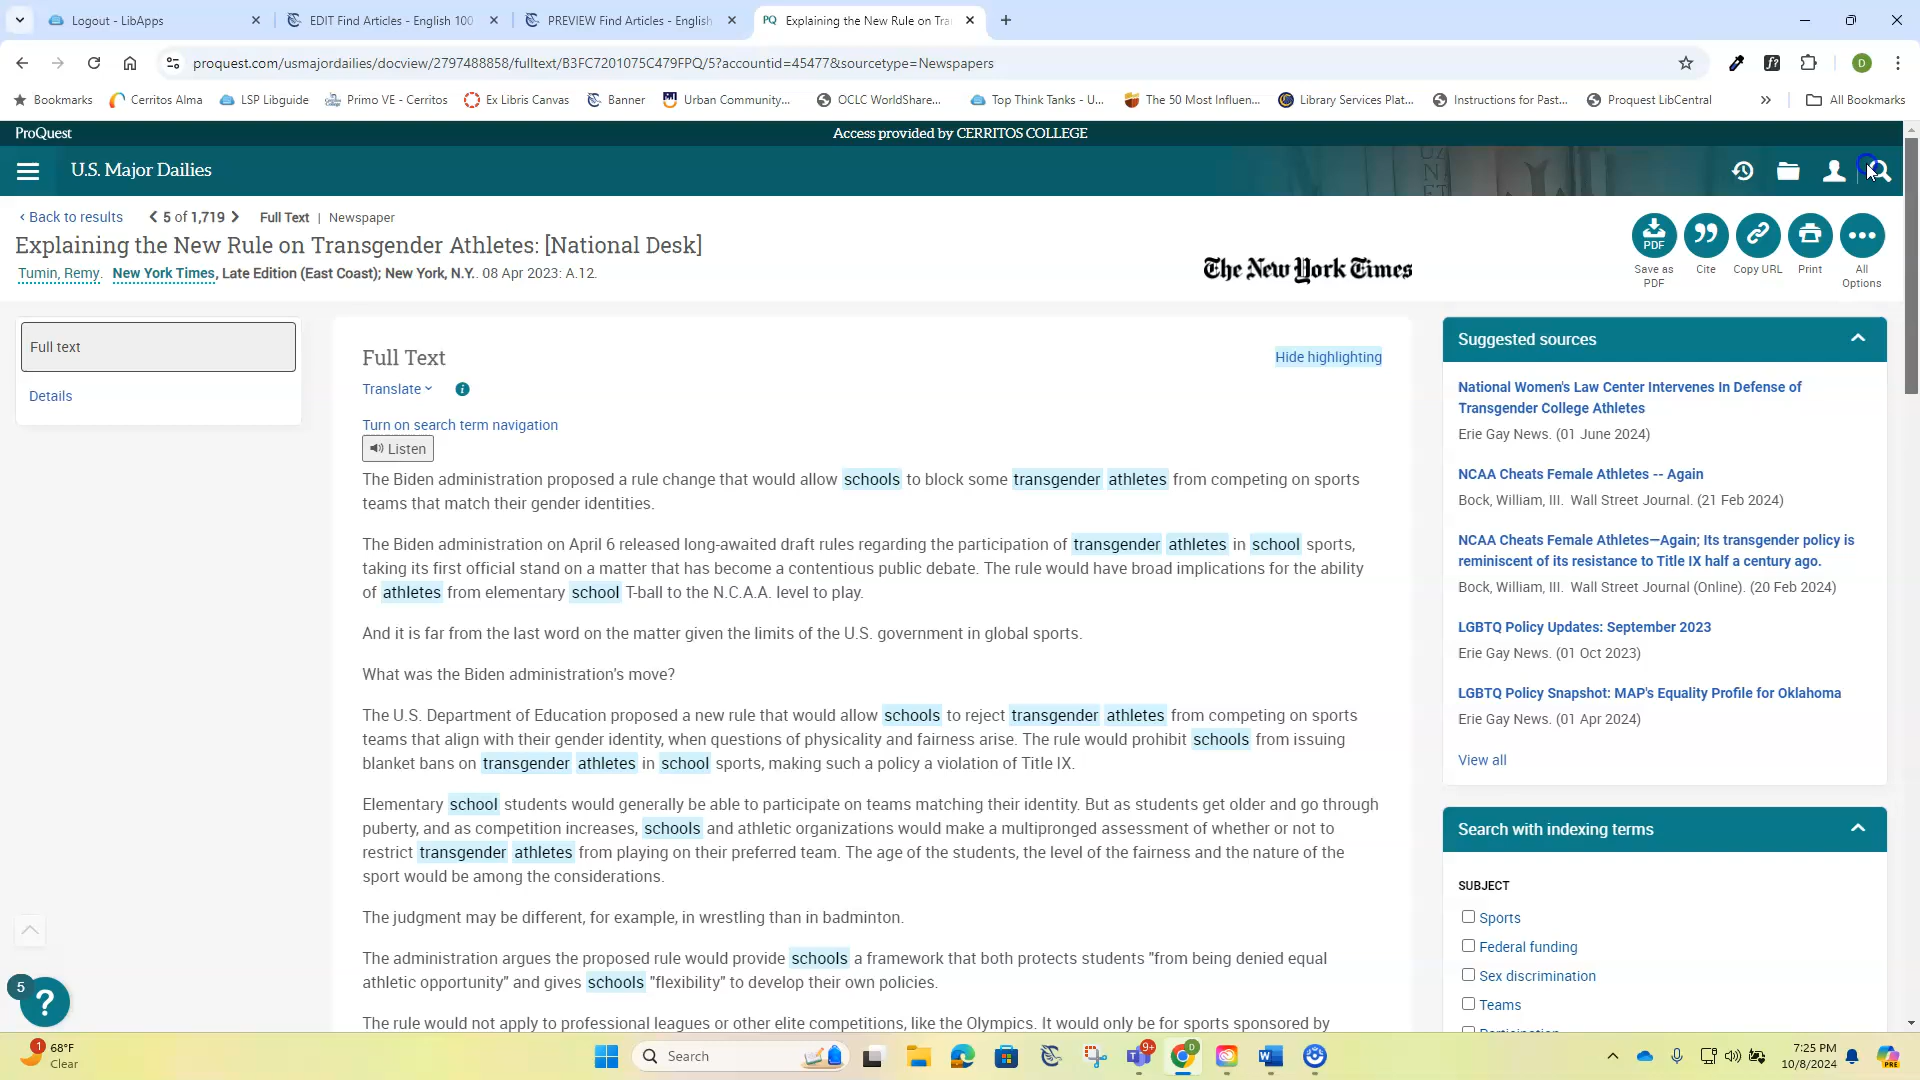 Logout - LibApps
EDIT Find Articles - English 100
PREVIEW Find Articles - English
PQ Explaining the New Rule on Tra
proquest.com/usmajordailies/docview/2797488858/fulltext/B3FC7201075C479FPQ/5?accountid=45477&sourcetype=Newspapers
D
Bookmarks
Cerritos Alma
LSP Libguide
Primo VE - Cerritos
Ex Libris Canvas
Banner
Urban Community...
OCLC WorldShare...
Top Think Tanks - U...
The 50 Most Influen...
Library Services Plat...
Instructions for Past...
Proquest LibCentral
»
All Bookmarks
ProQuest
Access provided by CERRITOS COLLEGE
U.S. Major Dailies
‹ Back to results
5 of 1,719
Full Text | Newspaper
Explaining the New Rule on Transgender Athletes: [National Desk]
Tumin, Remy. New York Times, Late Edition (East Coast); New York, N.Y.. 08 Apr 2023: A.12.
The New York Times
PDF
Save as PDF
Cite
Copy URL
Print
All Options
Full text
Details
Full Text
Hide highlighting
Translate
Turn on search term navigation
Listen
The Biden administration proposed a rule change that would allow schools to block some transgender athletes from competing on sports
teams that match their gender identities.
The Biden administration on April 6 released long-awaited draft rules regarding the participation of transgender athletes in school sports,
taking its first official stand on a matter that has become a contentious public debate. The rule would have broad implications for the ability
of athletes from elementary school T-ball to the N.C.A.A. level to play.
And it is far from the last word on the matter given the limits of the U.S. government in global sports.
What was the Biden administration's move?
The U.S. Department of Education proposed a new rule that would allow schools to reject transgender athletes from competing on sports
teams that align with their gender identity, when questions of physicality and fairness arise. The rule would prohibit schools from issuing
blanket bans on transgender athletes in school sports, making such a policy a violation of Title IX.
Elementary school students would generally be able to participate on teams matching their identity. But as students get older and go through
puberty, and as competition increases, schools and athletic organizations would make a multipronged assessment of whether or not to
restrict transgender athletes from playing on their preferred team. The age of the students, the level of the fairness and the nature of the
sport would be among the considerations.
The judgment may be different, for example, in wrestling than in badminton.
The administration argues the proposed rule would provide schools a framework that both protects students "from being denied equal
athletic opportunity" and gives schools "flexibility" to develop their own policies.
The rule would not apply to professional leagues or other elite competitions, like the Olympics. It would only be for sports sponsored by
Suggested sources
National Women's Law Center Intervenes In Defense of
Transgender College Athletes
Erie Gay News. (01 June 2024)
NCAA Cheats Female Athletes -- Again
Bock, William, III. Wall Street Journal. (21 Feb 2024)
NCAA Cheats Female Athletes—Again; Its transgender policy is
reminiscent of its resistance to Title IX half a century ago.
Bock, William, III. Wall Street Journal (Online). (20 Feb 2024)
LGBTQ Policy Updates: September 2023
Erie Gay News. (01 Oct 2023)
LGBTQ Policy Snapshot: MAP's Equality Profile for Oklahoma
Erie Gay News. (01 Apr 2024)
View all
Search with indexing terms
SUBJECT
Sports
Federal funding
Sex discrimination
Teams
Participation
5
?
1
68°F
Clear
Search
9+
D
7:25 PM
10/8/2024
PRE